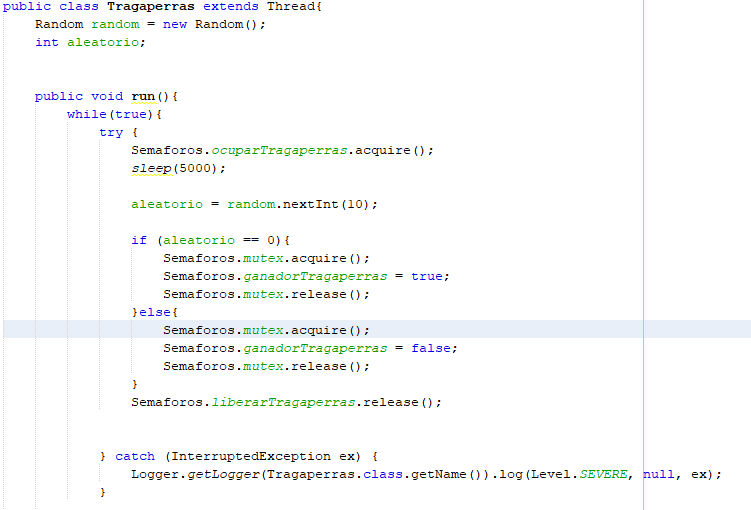 public class Tragaperras extends Thread{
Random random = new Random();
int aleatorio;
public void run(){
while(true){
try {
Semaforos.ocuparTragaperras.acquire();
sleep(5000);
aleatorio = random.nextInt(10);
if (aleatorio == 0){
Semaforos.mutex.acquire();
Semaforos.ganadorTragaperras = true;
Semaforos.mutex.release();
}else{
Semaforos.mutex.acquire();
Semaforos.ganadorTragaperras = false;
Semaforos.mutex.release();
}
Semaforos.liberarTragaperras.release();
} catch (InterruptedException ex) {
Logger.getLogger(Tragaperras.class.getName()).log(Level.SEVERE, null, ex);
}